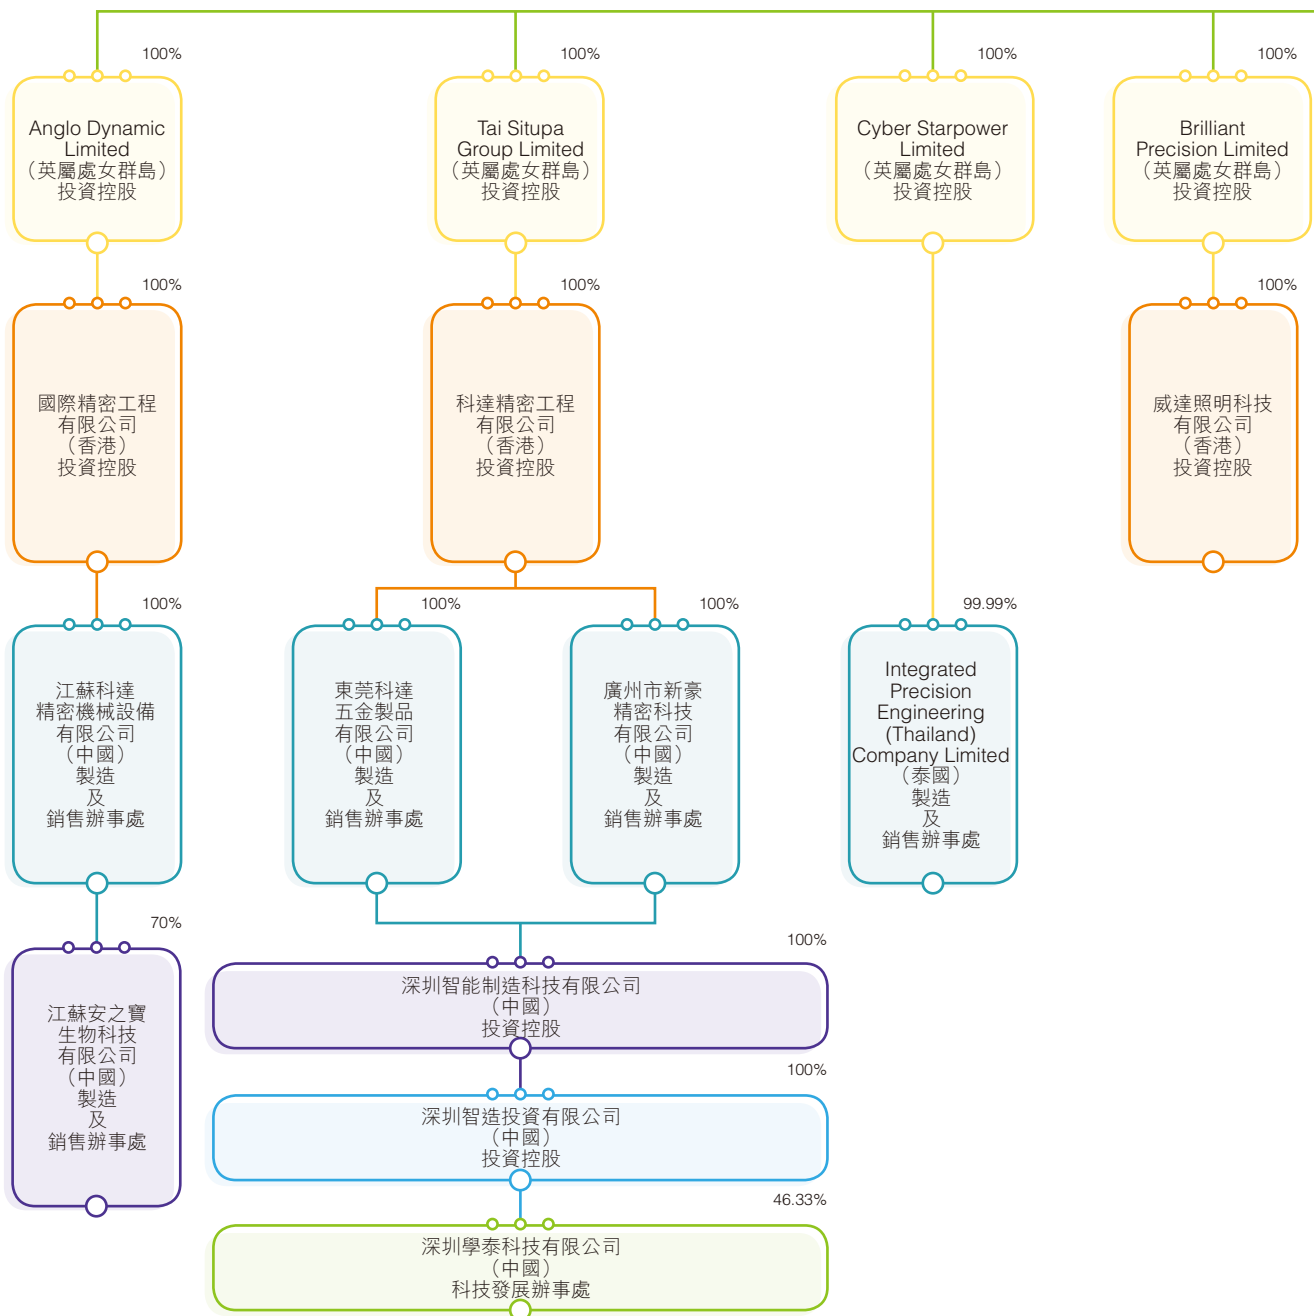 100%
100%
100%
100%
Anglo Dynamic
Limited
（英屬處女群島）
投資控股
Tai Situpa
Group Limited
（英屬處女群島）
投資控股
Cyber Starpower
Limited
（英屬處女群島）
投資控股
Brilliant
Precision Limited
（英屬處女群島）
投資控股
100%
100%
100%
國際精密工程
有限公司
（香港）
投資控股
科達精密工程
有限公司
（香港）
投資控股
威達照明科技
有限公司
（香港）
投資控股
100%
100%
100%
99.99%
江蘇科達
精密機械設備
有限公司
（中國）
製造
及
銷售辦事處
東莞科達
五金製品
有限公司
（中國）
製造
及
銷售辦事處
廣州市新豪
精密科技
有限公司
（中國）
製造
及
銷售辦事處
Integrated
Precision
Engineering
(Thailand)
Company Limited
（泰國）
製造
及
銷售辦事處
70%
江蘇安之寶
生物科技
有限公司
（中國）
製造
及
銷售辦事處
100%
深圳智能制造科技有限公司
（中國）
投資控股
100%
深圳智造投資有限公司
（中國）
投資控股
46.33%
深圳學泰科技有限公司
（中國）
科技發展辦事處